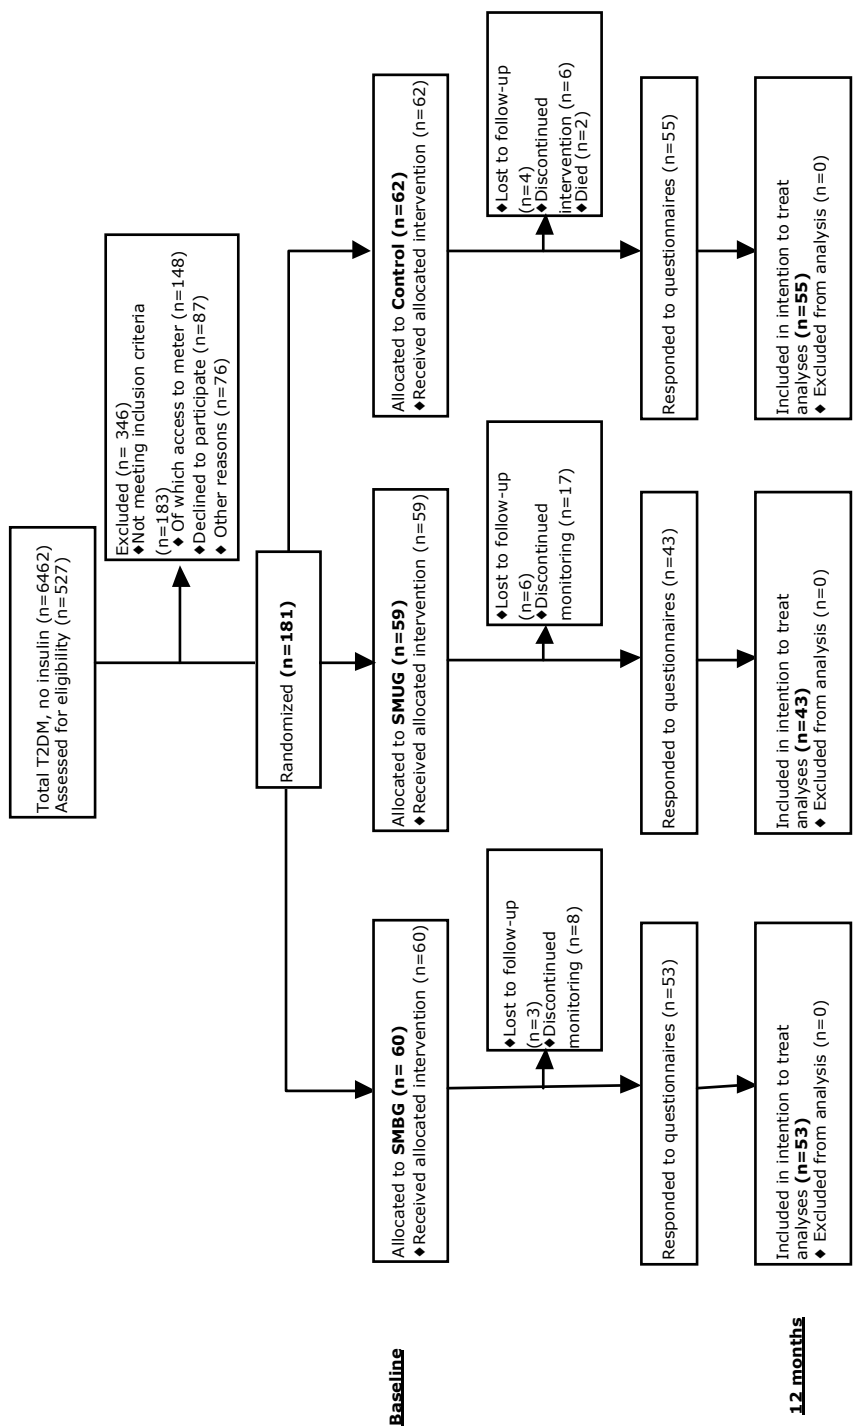 Total T2DM, no insulin (n=6462)
Assessed for eligibility (n=527)
Excluded (n= 346)
♦Not meeting inclusion criteria
(n=183)
♦ Of which access to meter (n=148)
♦Declined to participate (n=87)
♦ Other reasons (n=76)
Randomized (n=181)
Baseline
Allocated to SMBG (n= 60)
♦Received allocated intervention (n=60)
Allocated to SMUG (n=59)
♦Received allocated intervention (n=59)
Allocated to Control (n=62)
♦Received allocated intervention (n=62)
♦Lost to follow-up
(n=3)
♦Discontinued
monitoring (n=8)
♦Lost to follow-up
(n=6)
♦Discontinued
monitoring (n=17)
♦Lost to follow-up
(n=4)
♦Discontinued
intervention (n=6)
♦Died (n=2)
Responded to questionnaires (n=53)
Responded to questionnaires (n=43)
Responded to questionnaires (n=55)
12 months
Included in intention to treat
analyses (n=53)
♦ Excluded from analysis (n=0)
Included in intention to treat
analyses (n=43)
♦ Excluded from analysis (n=0)
Included in intention to treat
analyses (n=55)
♦ Excluded from analysis (n=0)